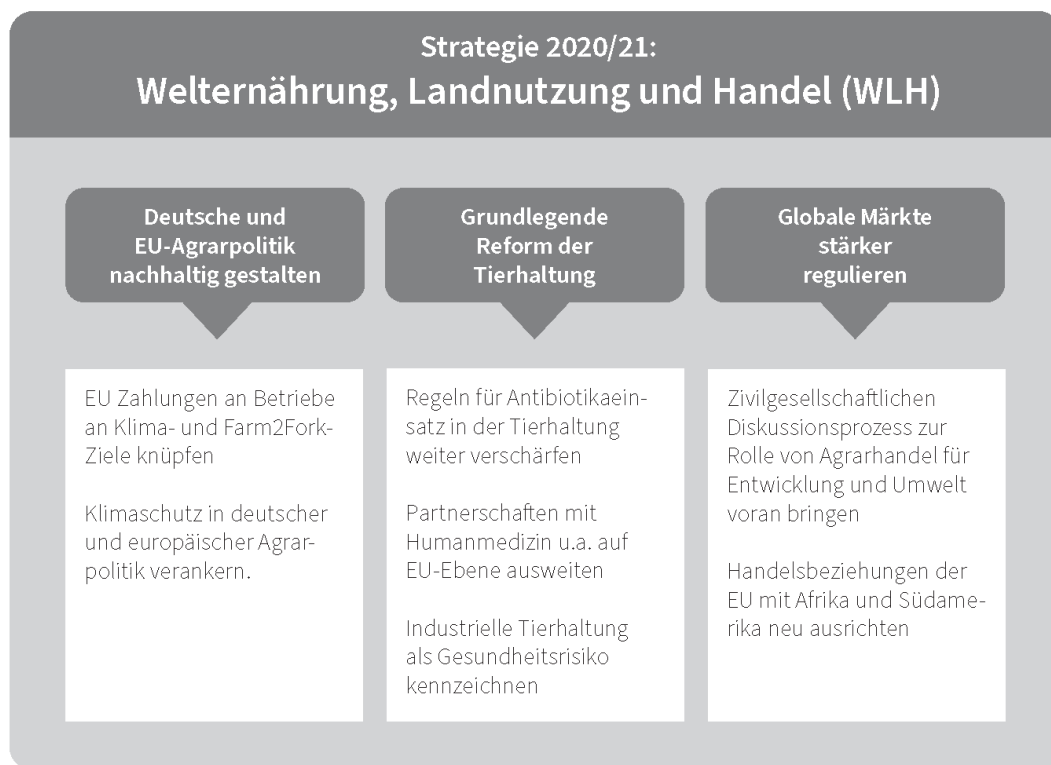 Strategie 2020/21:
Welternährung, Landnutzung und Handel (WLH)
Deutsche und
EU-Agrarpolitik
nachhaltig gestalten
EU Zahlungen an Betriebe
an Klima- und Farm2Fork-
Ziele knüpfen
Klimaschutz in deutscher
und europäischer Agrar-
politik verankern.
Grundlegende
Reform der
Tierhaltung
Regeln für Antibiotikaein-
satz in der Tierhaltung
weiter verschärfen
Partnerschaften mit
Humanmedizin u.a. auf
EU-Ebene ausweiten
Industrielle Tierhaltung
als Gesundheitsrisiko
kennzeichnen
Globale Märkte
stärker
regulieren
Zivilgesellschaftlichen
Diskussionsprozess zur
Rolle von Agrarhandel für
Entwicklung und Umwelt
voran bringen
Handelsbeziehungen der
EU mit Afrika und Südame-
rika neu ausrichten